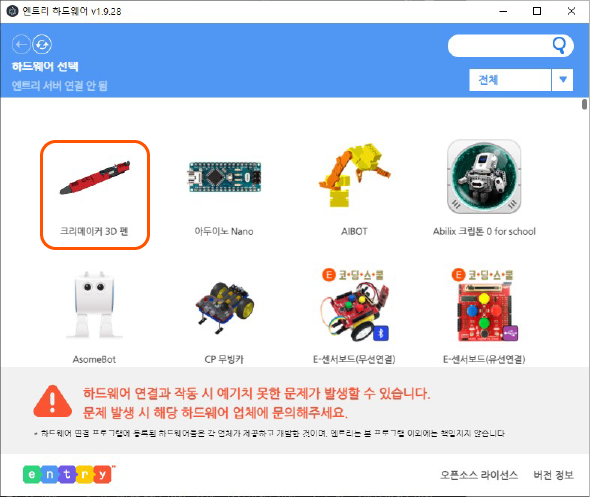 엔트리 하드웨어 v1.9.28
하드웨어 선택
엔트리 서버 연결 안 됨
전체
크리메이커 3D 펜
아두이노 Nano
AIBOT
Abilix 크립톤 0 for school
E 코·딩·스·쿨
E 코·딩·스·쿨
AsomeBot
CP 무빙카
E-센서보드(무선연결)
E-센서보드(유선연결)
하드웨어 연결과 작동 시 예기치 못한 문제가 발생할 수 있습니다.
문제 발생 시 해당 하드웨어 업체에 문의해주세요.
* 하드웨어 연결 프로그램에 등록된 하드웨어들은 각 업체가 제공하고 개발한 것이며, 엔트리는 본 프로그램 이외에는 책임지지 않습니다
entry™
오픈소스 라이선스
버전 정보